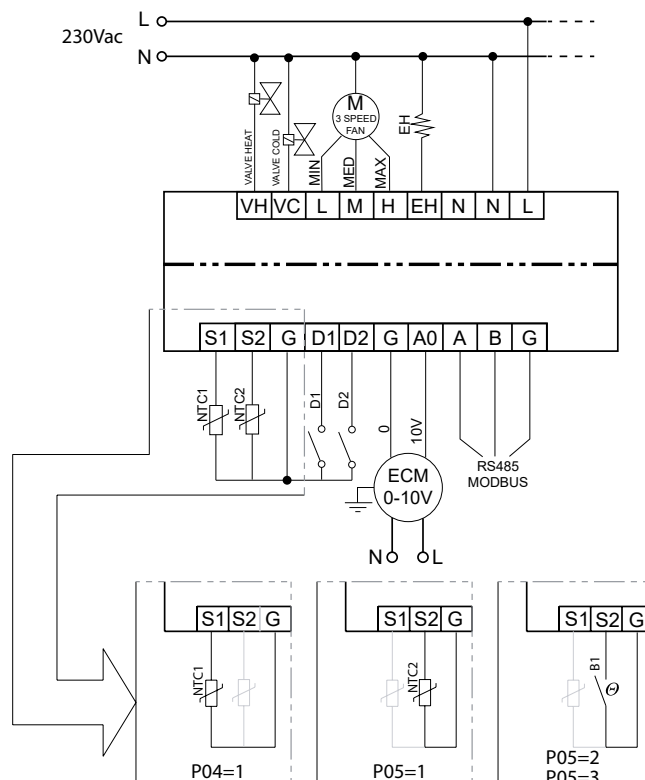 L
230Vac
N
M
3 SPEED
FAN
EH
VALVE HEAT
VALVE COLD
MIN
MED
MAX
VH VC L M H EH N N L
S1 S2 G D1 D2 G A0 A B G
NTC1
NTC2
D1
D2
0
10V
RS485
MODBUS
ECM
0-10V
N L
S1 S2 G
NTC1
P04=1
S1 S2 G
NTC2
P05=1
S1 S2 G
B1
Θ
P05=2
P05=3